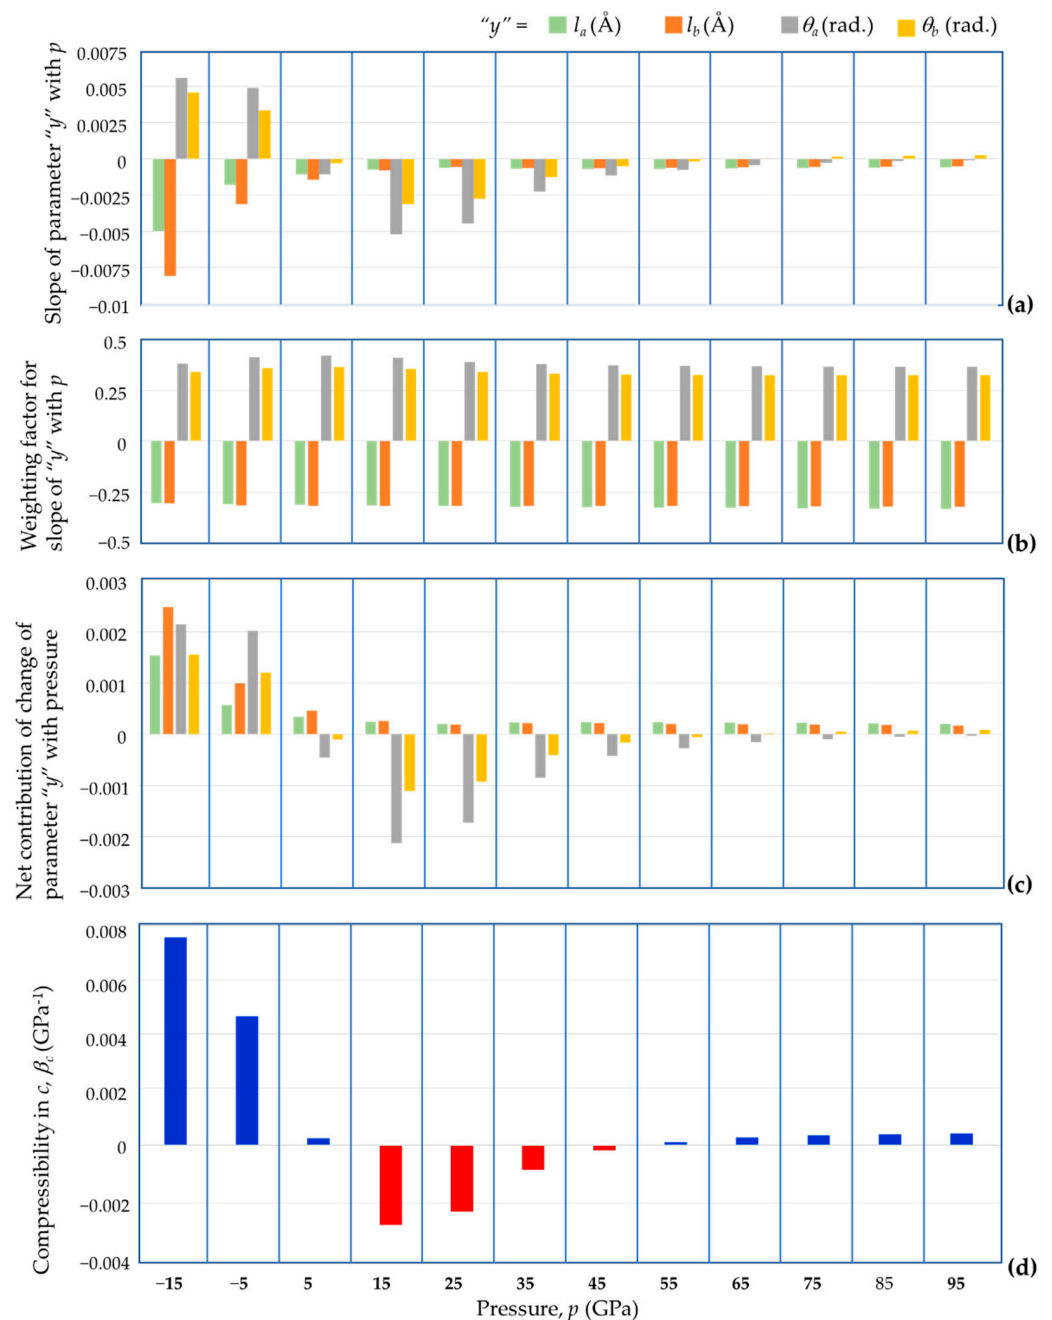 “y” = lₐ (Å) l_b (Å) θₐ (rad.) θ_b (rad.)
Slope of parameter “y” with p
0.0075
0.005
0.0025
0
−0.0025
−0.005
−0.0075
−0.01
(a)
Weighting factor for
slope of “y” with p
0.5
0.25
0
−0.25
−0.5
(b)
Net contribution of change of
parameter “y” with pressure
0.003
0.002
0.001
0
−0.001
−0.002
−0.003
(c)
Compressibility in c, β_c (GPa⁻¹)
0.008
0.006
0.004
0.002
0
−0.002
−0.004
(d)
−15 −5 5 15 25 35 45 55 65 75 85 95
Pressure, p (GPa)